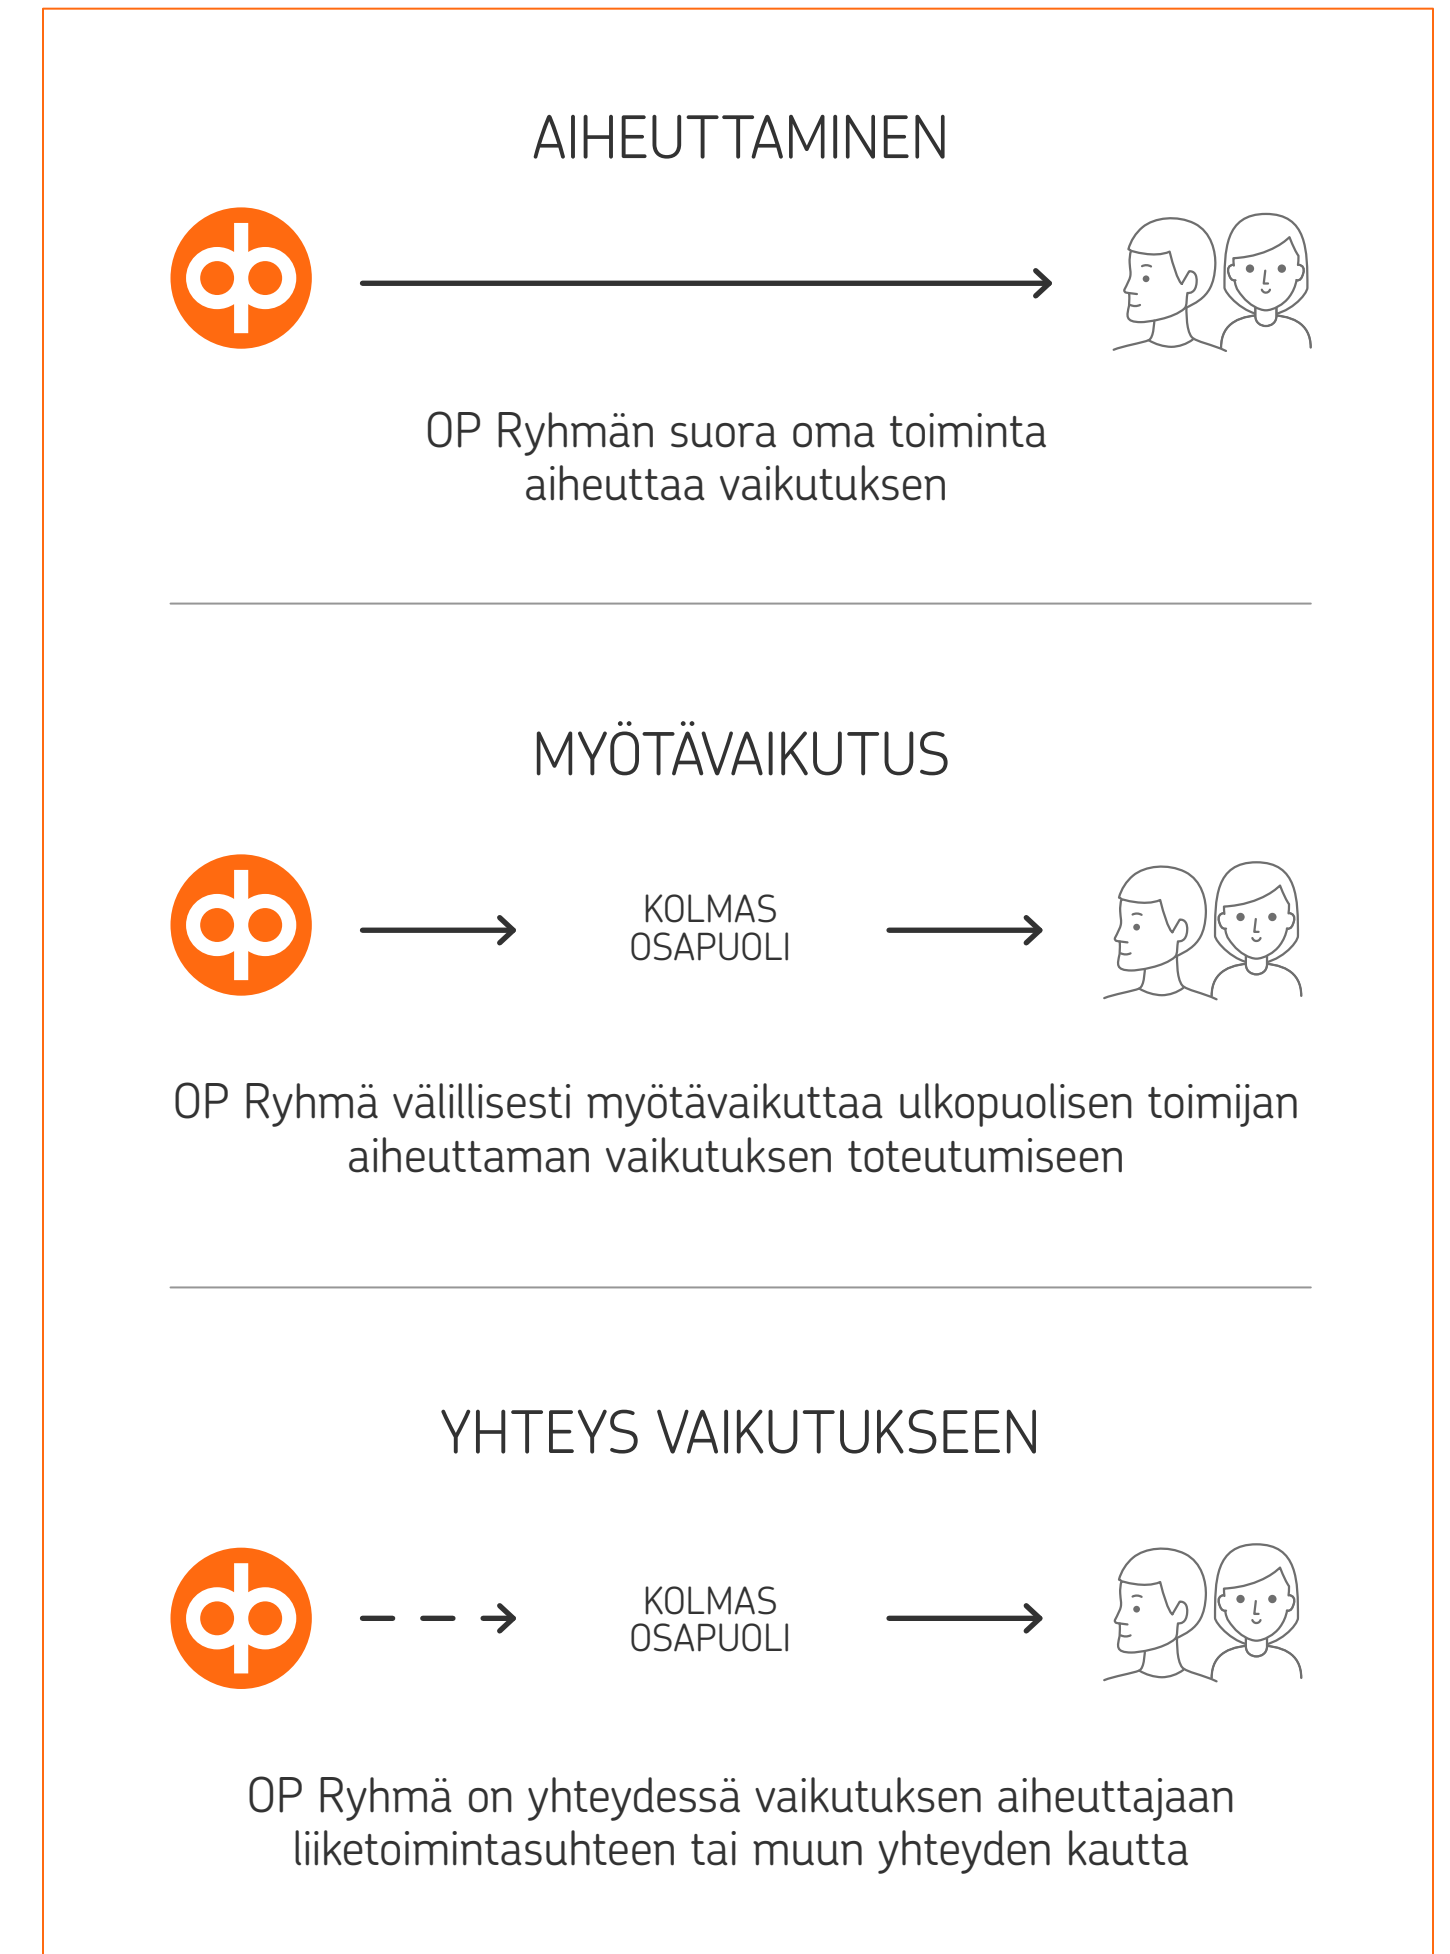 AIHEUTTAMINEN
OP Ryhmän suora oma toiminta
aiheuttaa vaikutuksen
MYÖTÄVAIKUTUS
KOLMAS
OSAPUOLI
OP Ryhmä välillisesti myötävaikuttaa ulkopuolisen toimijan
aiheuttaman vaikutuksen toteutumiseen
YHTEYS VAIKUTUKSEEN
KOLMAS
OSAPUOLI
OP Ryhmä on yhteydessä vaikutuksen aiheuttajaan
liiketoimintasuhteen tai muun yhteyden kautta